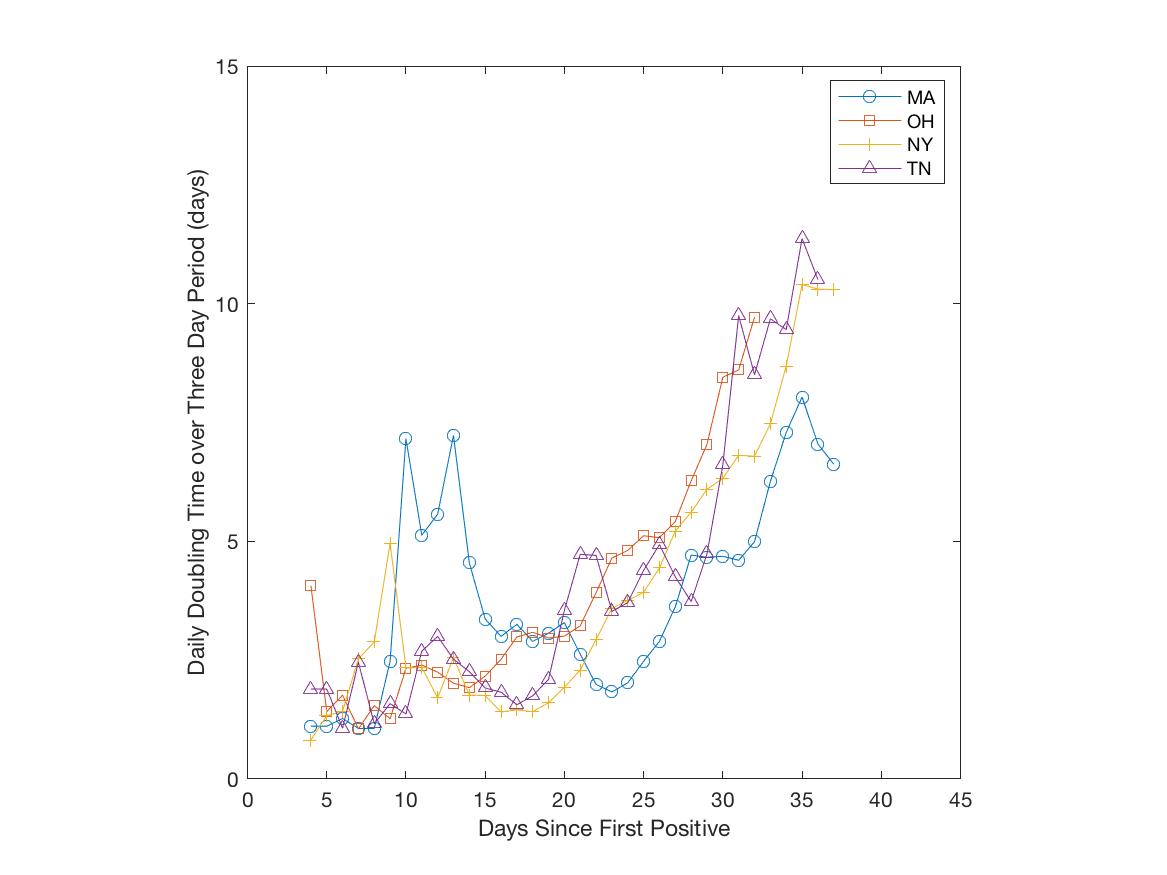 15
10
5
0
0 5 10 15 20 25 30 35 40 45
Daily Doubling Time over Three Day Period (days)
Days Since First Positive
MA
OH
NY
TN